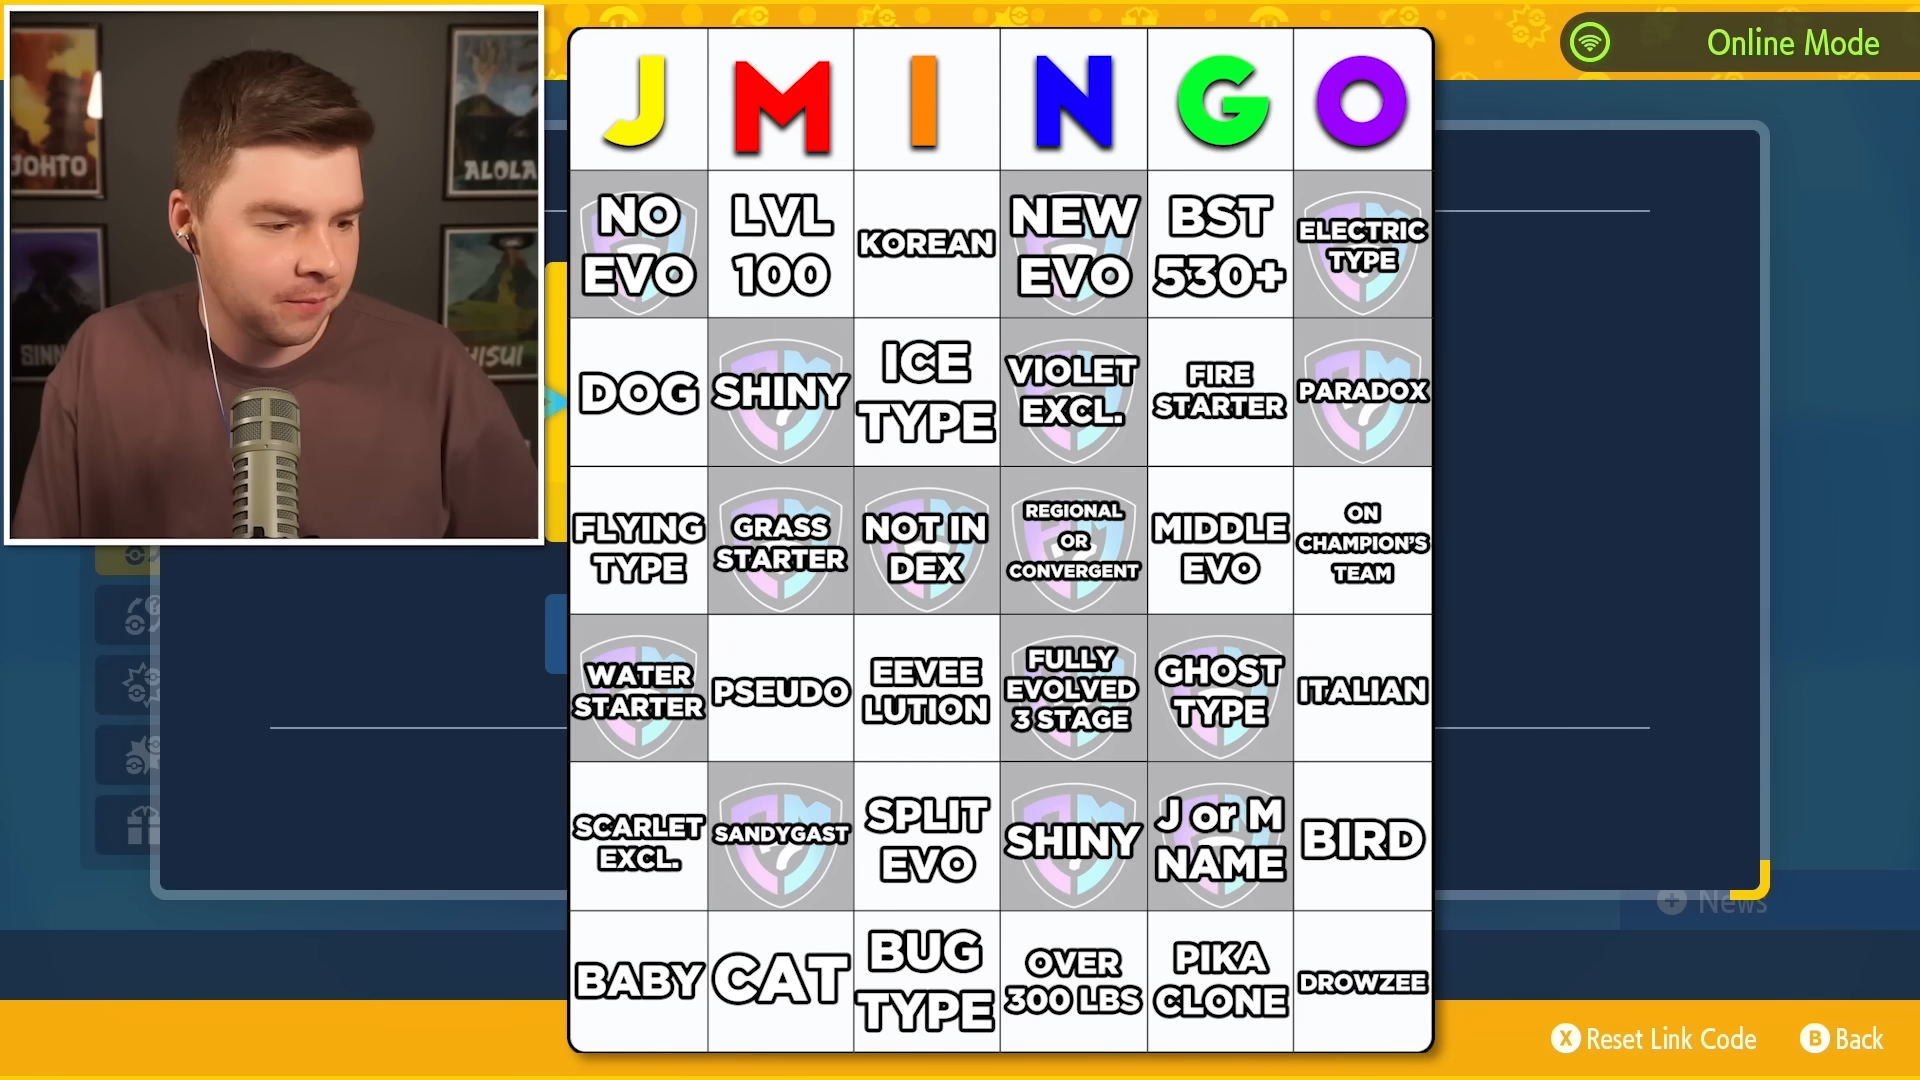 JOHTO
ALOLA
SINN
HISUI
Online Mode
J M I N G O
NO
EVO
LVL
100
KOREAN
NEW
EVO
BST
530+
ELECTRIC
TYPE
DOG
SHINY
ICE
TYPE
VIOLET
EXCL.
FIRE
STARTER
PARADOX
FLYING
TYPE
GRASS
STARTER
NOT IN
DEX
REGIONAL
OR
CONVERGENT
MIDDLE
EVO
ON
CHAMPION'S
TEAM
WATER
STARTER
PSEUDO
EEVEE
LUTION
FULLY
EVOLVED
3 STAGE
GHOST
TYPE
ITALIAN
SCARLET
EXCL.
SANDYGAST
SPLIT
EVO
SHINY
J or M
NAME
BIRD
BABY
CAT
BUG
TYPE
OVER
300 LBS
PIKA
CLONE
DROWZEE
+ News
X Reset Link Code
B Back